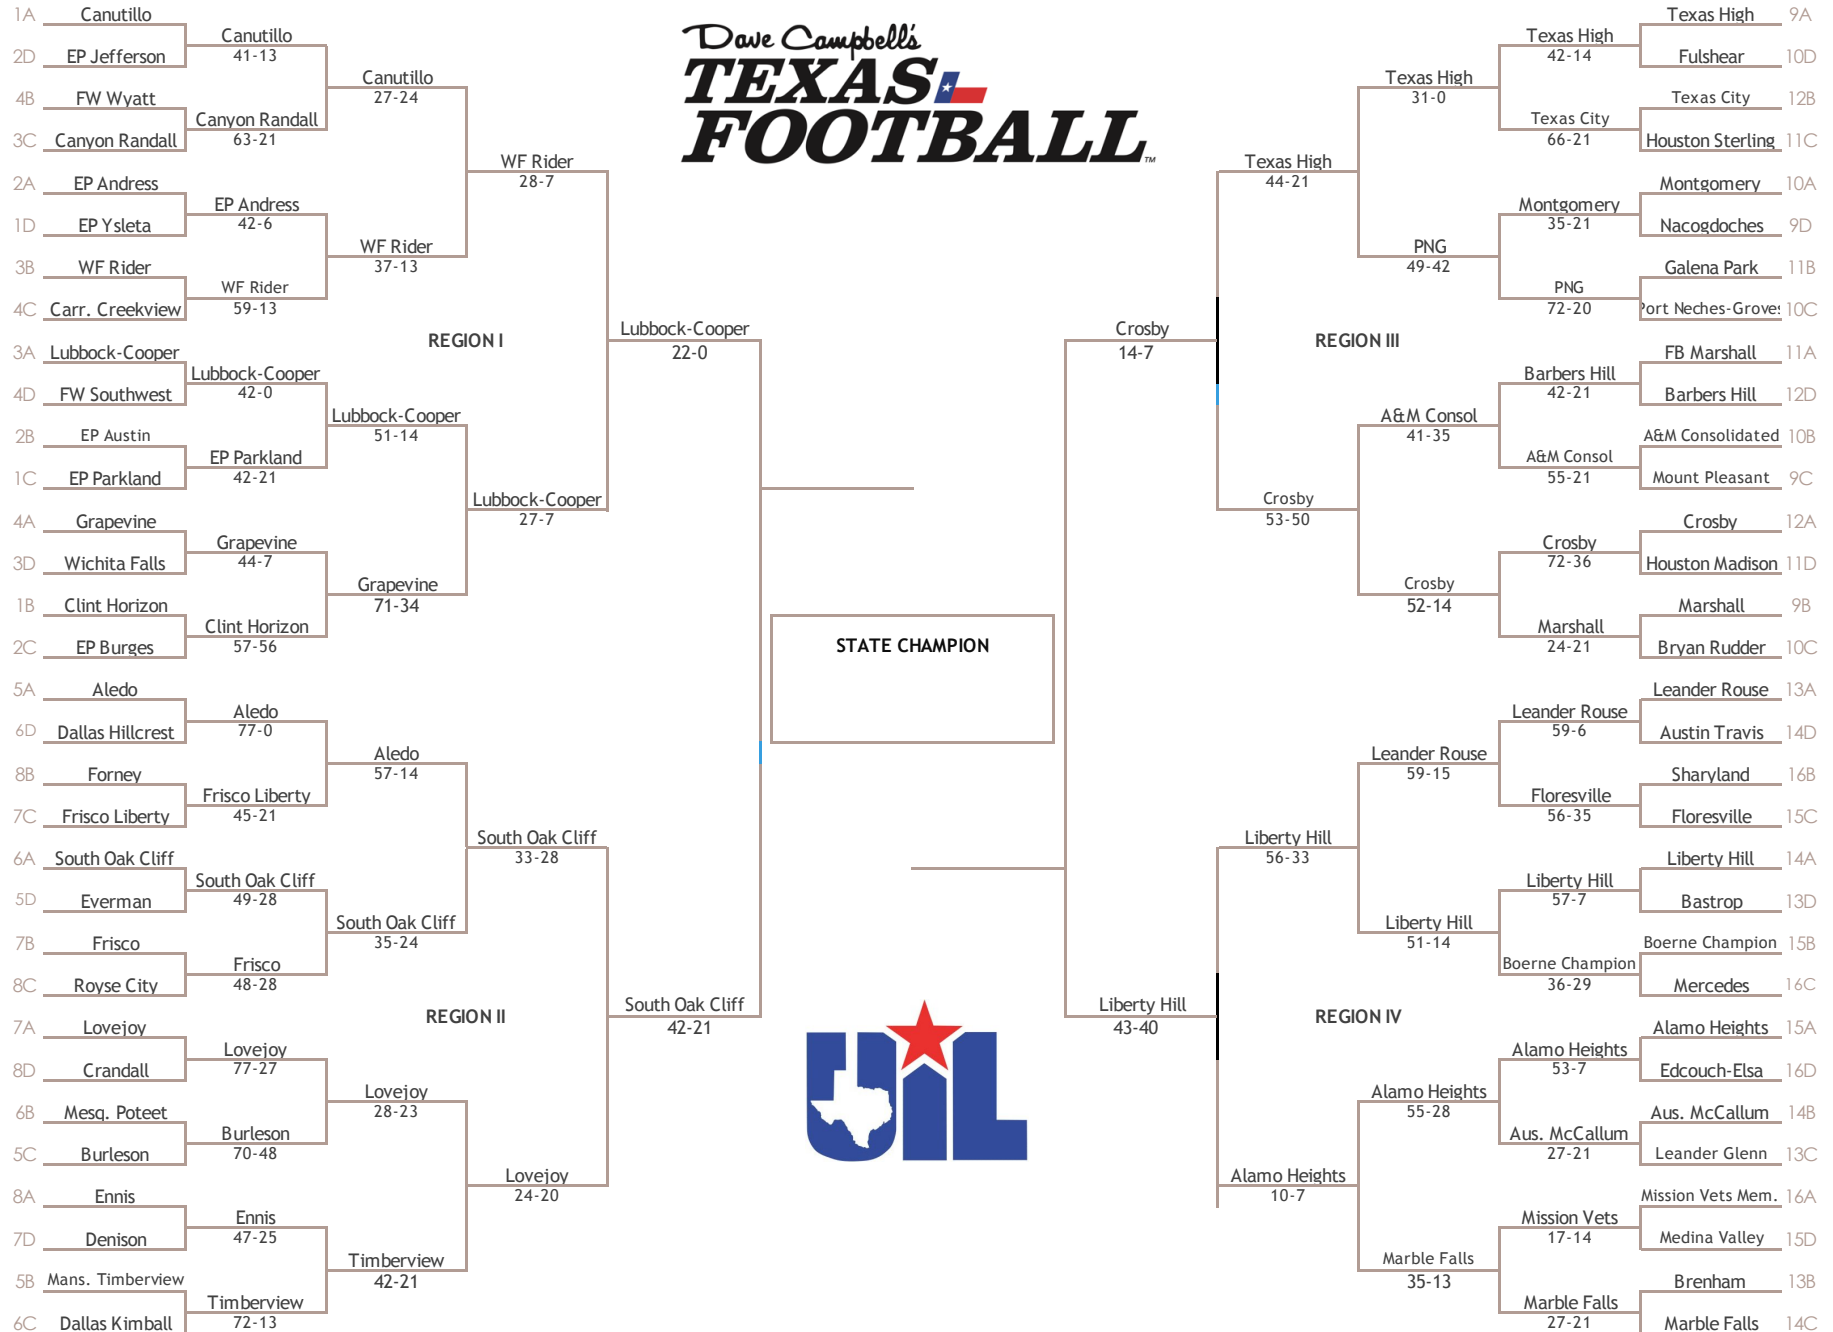 Dave Campbell's
TEXAS
FOOTBALL™
1A Canutillo
2D EP Jefferson
4B FW Wyatt
3C Canyon Randall
2A EP Andress
1D EP Ysleta
3B WF Rider
4C Carr. Creekview
3A Lubbock-Cooper
4D FW Southwest
2B EP Austin
1C EP Parkland
4A Grapevine
3D Wichita Falls
1B Clint Horizon
2C EP Burges
5A Aledo
6D Dallas Hillcrest
8B Forney
7C Frisco Liberty
6A South Oak Cliff
5D Everman
7B Frisco
8C Royse City
7A Lovejoy
8D Crandall
6B Mesq. Poteet
5C Burleson
8A Ennis
7D Denison
5B Mans. Timberview
6C Dallas Kimball
Canutillo
41-13
Canyon Randall
63-21
EP Andress
42-6
WF Rider
59-13
Lubbock-Cooper
42-0
EP Parkland
42-21
Grapevine
44-7
Clint Horizon
57-56
Aledo
77-0
Frisco Liberty
45-21
South Oak Cliff
49-28
Frisco
48-28
Lovejoy
77-27
Burleson
70-48
Ennis
47-25
Timberview
72-13
Canutillo
27-24
WF Rider
37-13
Lubbock-Cooper
51-14
Grapevine
71-34
Aledo
57-14
South Oak Cliff
35-24
Lovejoy
28-23
Timberview
42-21
WF Rider
28-7
REGION I
Lubbock-Cooper
27-7
South Oak Cliff
33-28
REGION II
Lovejoy
24-20
Lubbock-Cooper
22-0
South Oak Cliff
42-21
STATE CHAMPION
UIL
Crosby
14-7
Liberty Hill
43-40
Texas High
44-21
REGION III
Crosby
53-50
Liberty Hill
56-33
REGION IV
Alamo Heights
10-7
Texas High
31-0
PNG
49-42
A&M Consol
41-35
Crosby
52-14
Leander Rouse
59-15
Liberty Hill
51-14
Alamo Heights
55-28
Marble Falls
35-13
Texas High
42-14
Texas City
66-21
Montgomery
35-21
PNG
72-20
Barbers Hill
42-21
A&M Consol
55-21
Crosby
72-36
Marshall
24-21
Leander Rouse
59-6
Floresville
56-35
Liberty Hill
57-7
Boerne Champion
36-29
Alamo Heights
53-7
Aus. McCallum
27-21
Mission Vets
17-14
Marble Falls
27-21
Texas High 9A
Fulshear 10D
Texas City 12B
Houston Sterling 11C
Montgomery 10A
Nacogdoches 9D
Galena Park 11B
Port Neches-Groves 10C
FB Marshall 11A
Barbers Hill 12D
A&M Consolidated 10B
Mount Pleasant 9C
Crosby 12A
Houston Madison 11D
Marshall 9B
Bryan Rudder 10C
Leander Rouse 13A
Austin Travis 14D
Sharyland 16B
Floresville 15C
Liberty Hill 14A
Bastrop 13D
Boerne Champion 15B
Mercedes 16C
Alamo Heights 15A
Edcouch-Elsa 16D
Aus. McCallum 14B
Leander Glenn 13C
Mission Vets Mem. 16A
Medina Valley 15D
Brenham 13B
Marble Falls 14C